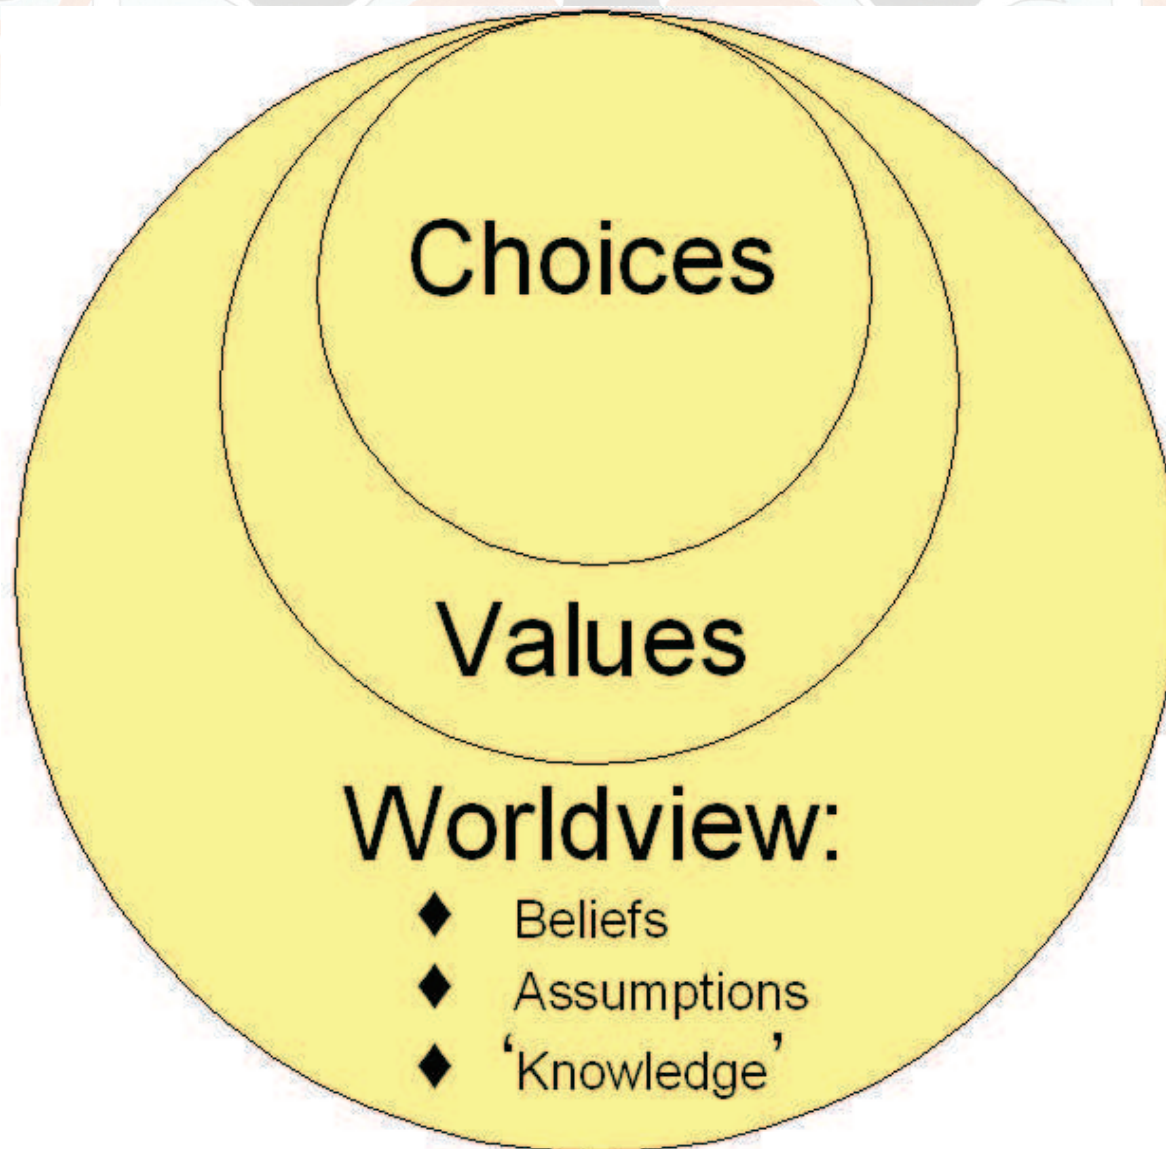 Choices
Values
Worldview:
♦ Beliefs
♦ Assumptions
♦ ‘Knowledge’